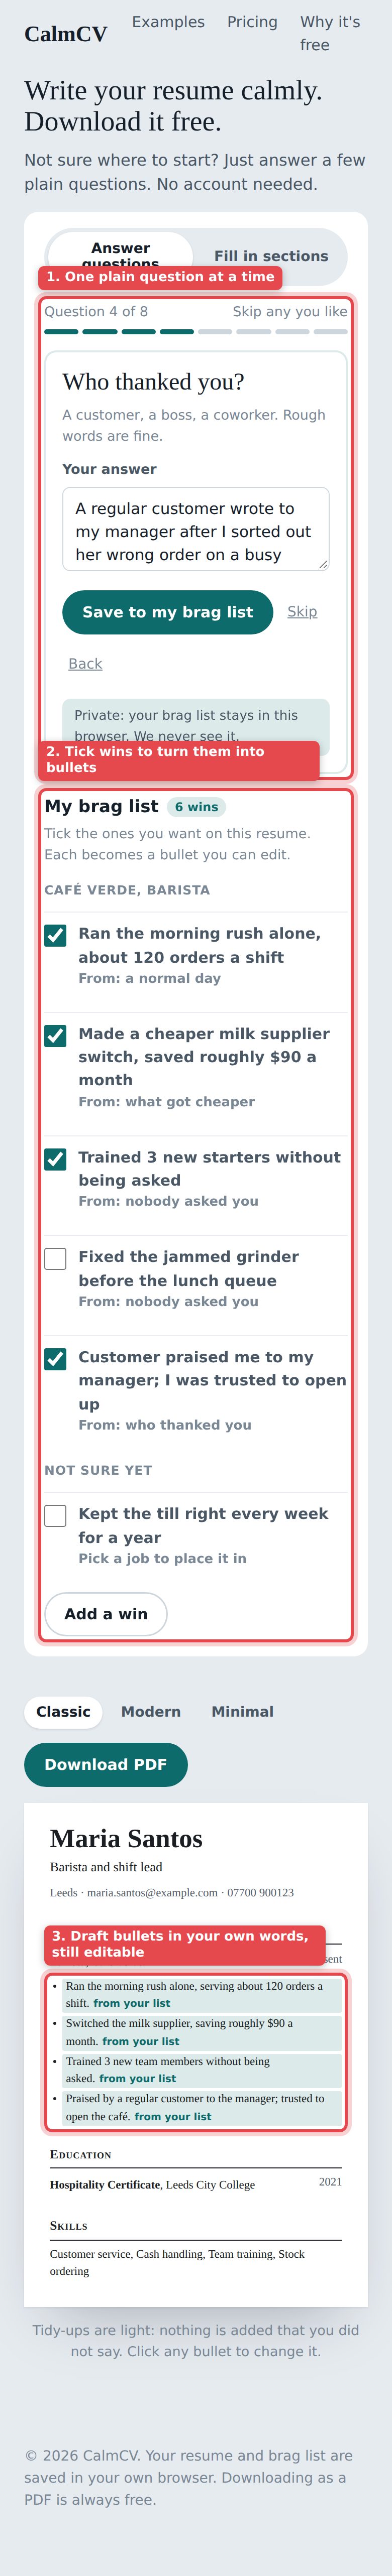 CalmCV
Examples
Pricing
Why it's
free
Write your resume calmly.
Download it free.
Not sure where to start? Just answer a few
plain questions. No account needed.
Answer
questions
Fill in sections
1. One plain question at a time
Question 4 of 8
Skip any you like
Who thanked you?
A customer, a boss, a coworker. Rough
words are fine.
Your answer
A regular customer wrote to
my manager after I sorted out
her wrong order on a busy
Save to my brag list
Skip
Back
Private: your brag list stays in this
browser. We never see it.
2. Tick wins to turn them into
bullets
My brag list
6 wins
Tick the ones you want on this resume.
Each becomes a bullet you can edit.
CAFÉ VERDE, BARISTA
Ran the morning rush alone,
about 120 orders a shift
From: a normal day
Made a cheaper milk supplier
switch, saved roughly $90 a
month
From: what got cheaper
Trained 3 new starters without
being asked
From: nobody asked you
Fixed the jammed grinder
before the lunch queue
From: nobody asked you
Customer praised me to my
manager; I was trusted to open
up
From: who thanked you
NOT SURE YET
Kept the till right every week
for a year
Pick a job to place it in
Add a win
Classic
Modern
Minimal
Download PDF
Maria Santos
Barista and shift lead
Leeds · maria.santos@example.com · 07700 900123
3. Draft bullets in your own words,
still editable
• Ran the morning rush alone, serving about 120 orders a
shift. from your list
• Switched the milk supplier, saving roughly $90 a
month. from your list
• Trained 3 new team members without being
asked. from your list
• Praised by a regular customer to the manager; trusted to
open the café. from your list
Education
Hospitality Certificate, Leeds City College
2021
Skills
Customer service, Cash handling, Team training, Stock
ordering
Tidy-ups are light: nothing is added that you did
not say. Click any bullet to change it.
© 2026 CalmCV. Your resume and brag list are
saved in your own browser. Downloading as a
PDF is always free.